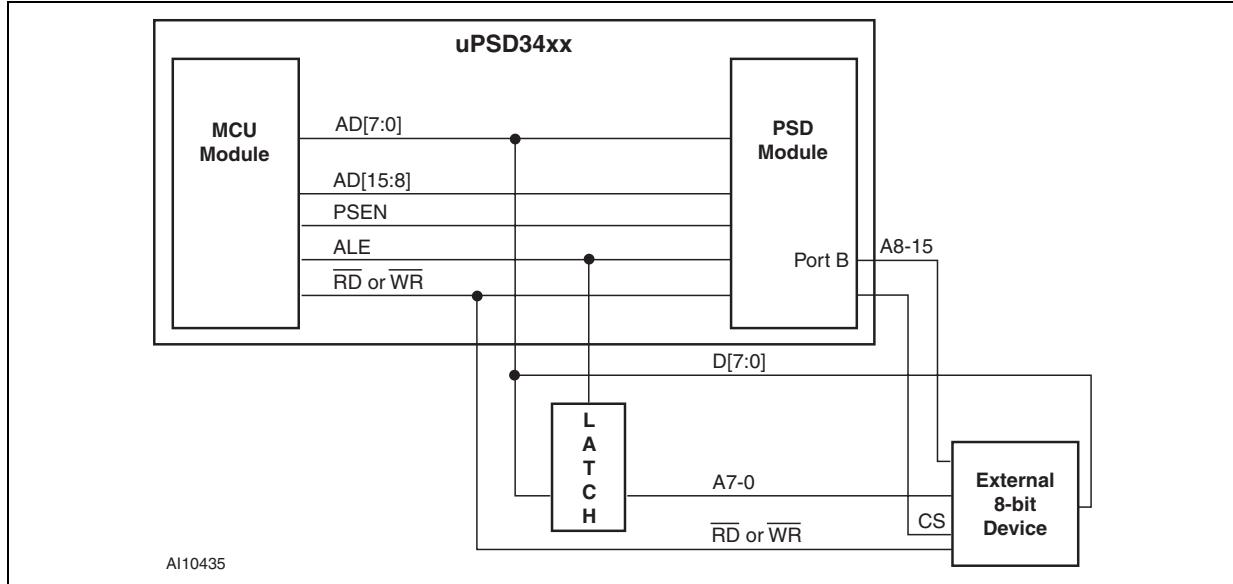 uPSD34xx
MCU
Module
AD[7:0]
PSD
Module
AD[15:8]
PSEN
ALE
RD or WR
Port B
A8-15
D[7:0]
L
A
T
C
H
A7-0
External
8-bit
Device
CS
RD or WR
AI10435